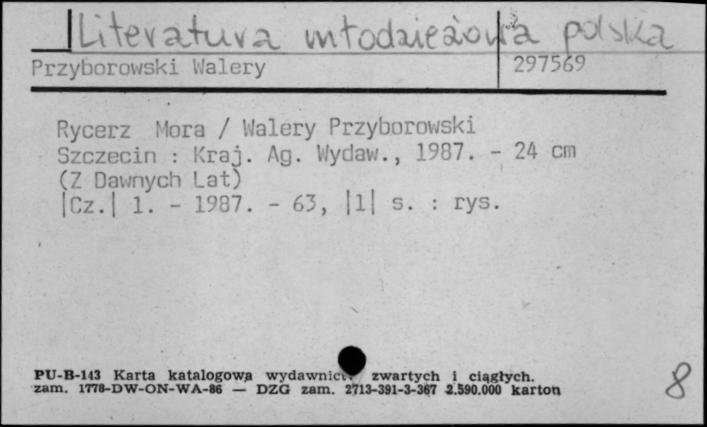 Literatura młodzieżowa polska
Przyborowski Walery 297569
Rycerz Mora / Walery Przyborowski
Szczecin : Kraj. Ag. Wydaw., 1987. - 24 cm
(Z Dawnych Lat)
|Cz.| 1. - 1987. - 63, |1| s. : rys.
PU-B-143 Karta katalogowa wydawnictw zwartych i ciągłych.
zam. 1778-DW-ON-WA-86 — DZG zam. 2713-391-3-367 2.590.000 karton
8